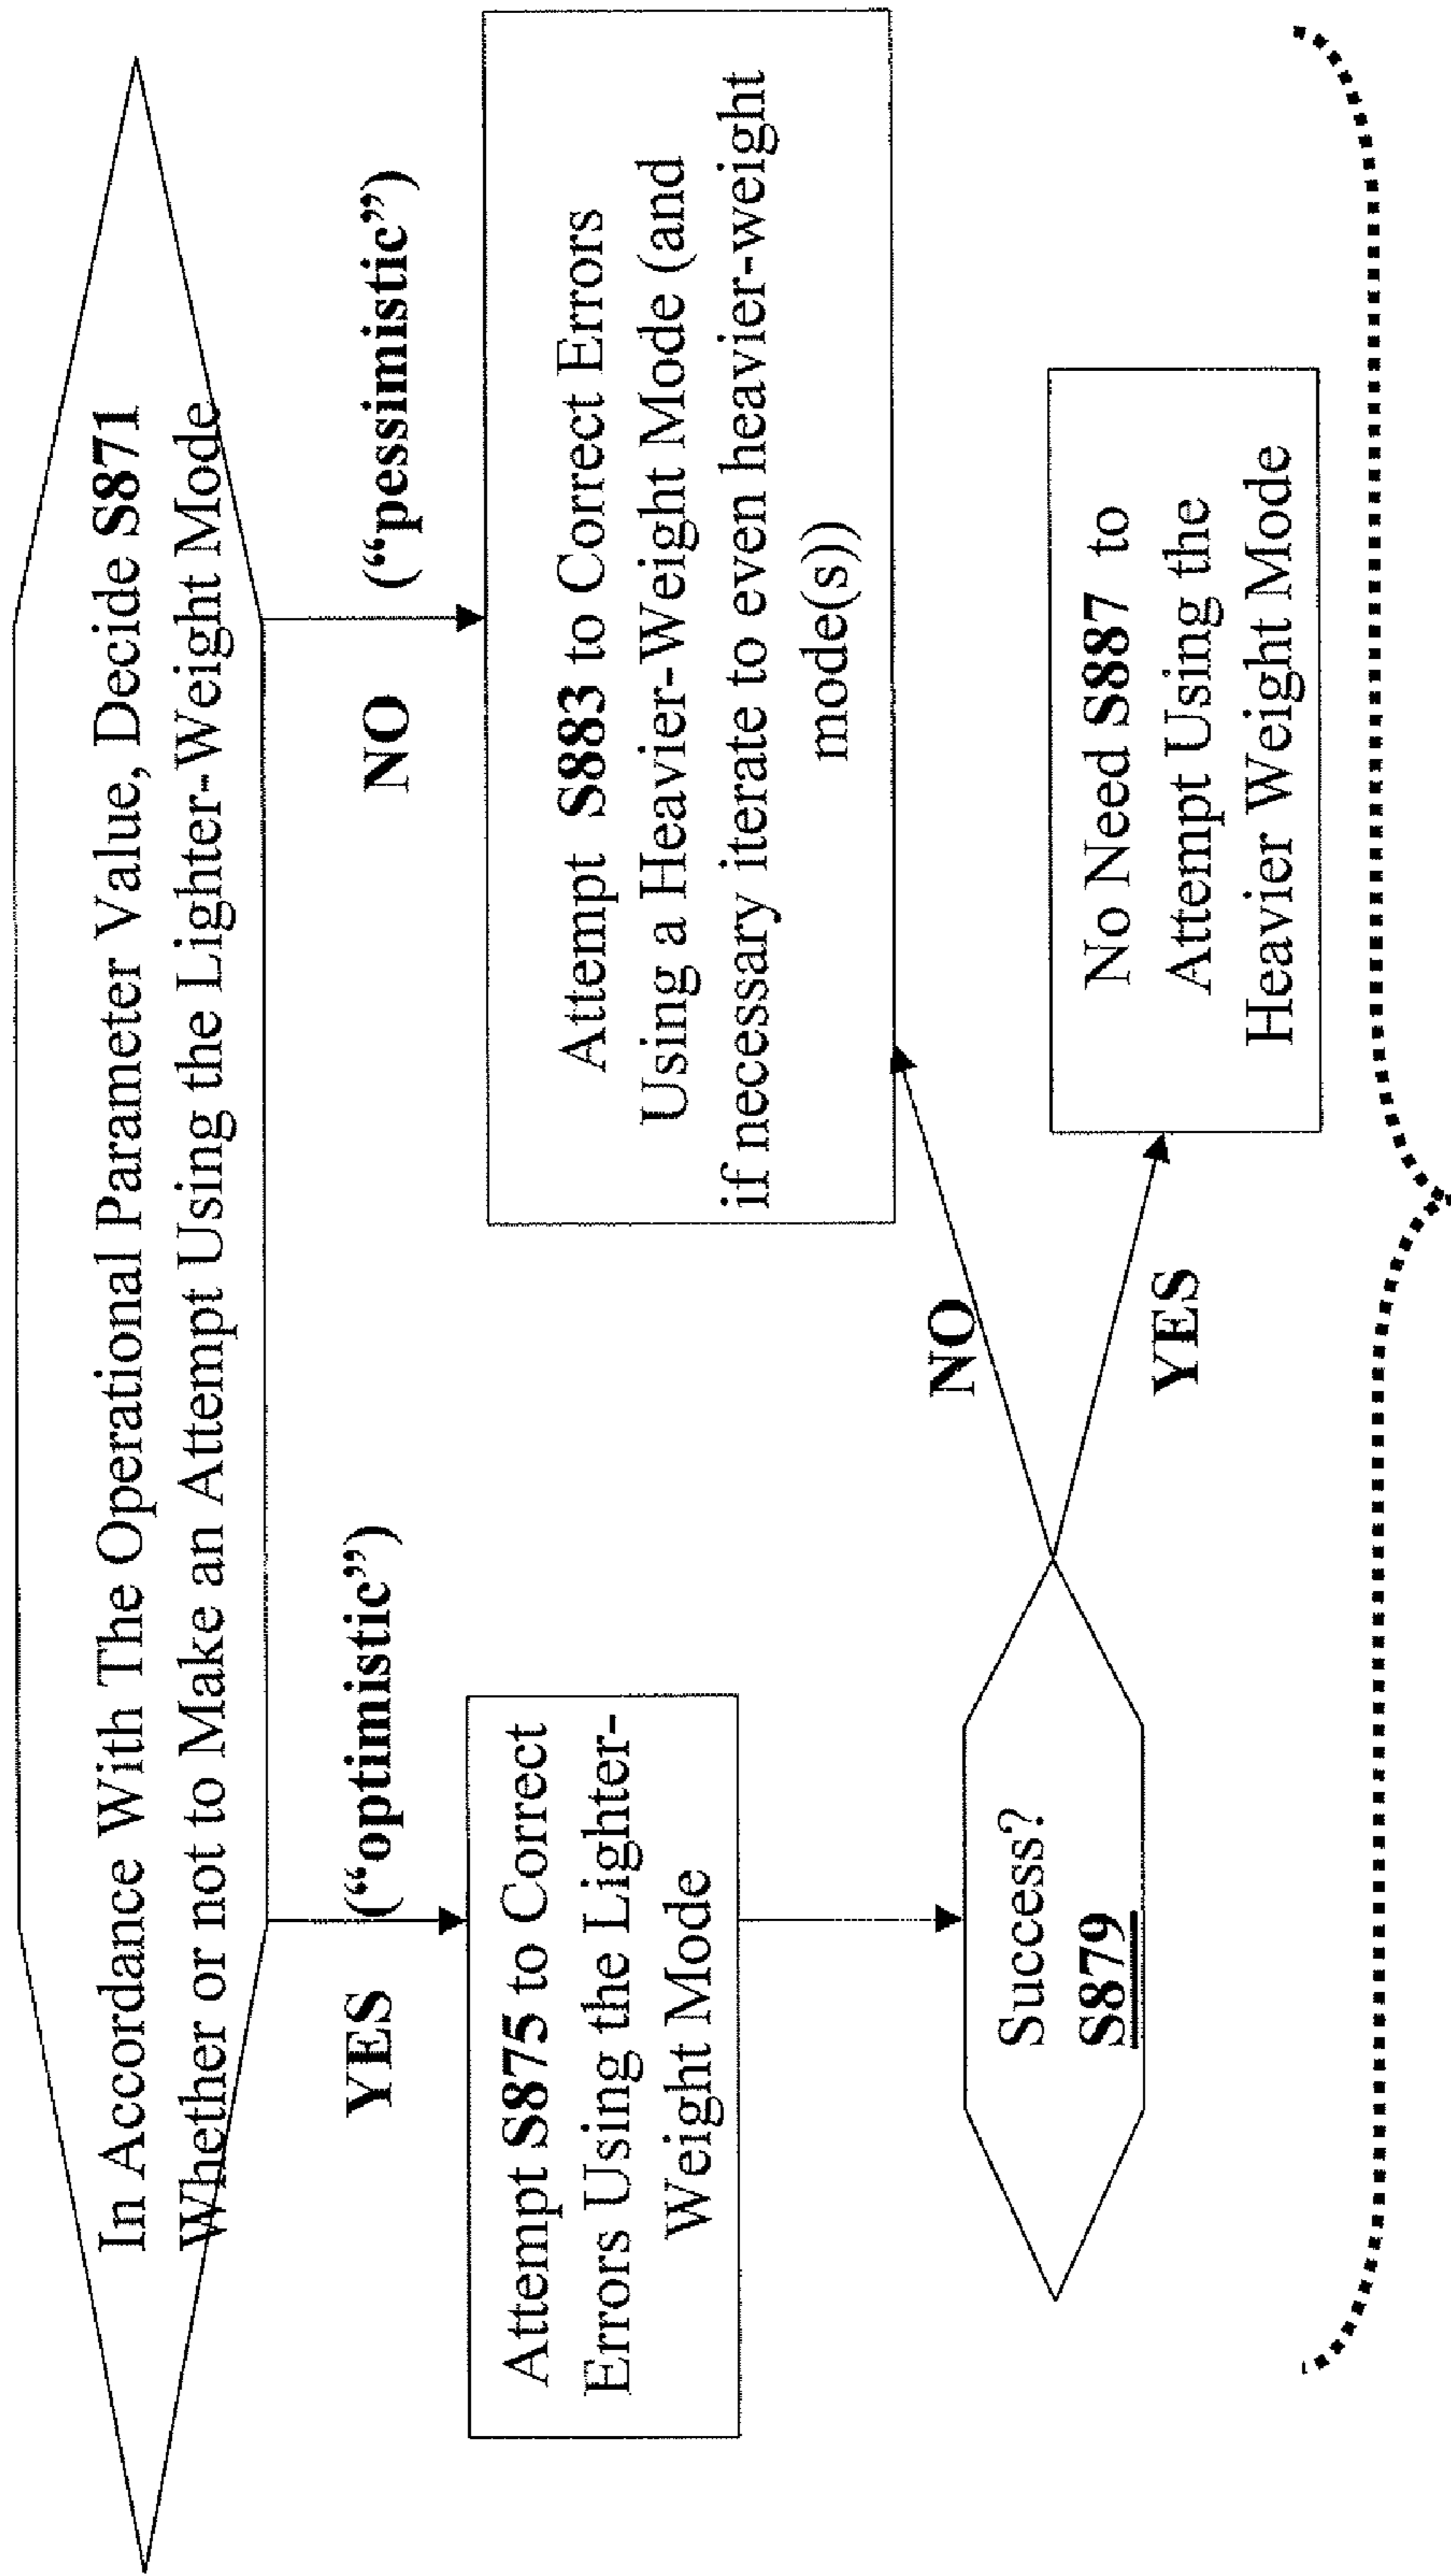 In Accordance With The Operational Parameter Value, Decide S871
Whether or not to Make an Attempt Using the Lighter-Weight Mode
YES ("optimistic")
NO ("pessimistic")
Attempt S875 to Correct
Errors Using the Lighter-
Weight Mode
Attempt S883 to Correct Errors
Using a Heavier-Weight Mode (and
if necessary iterate to even heavier-weight
mode(s))
Success?
S879
NO
YES
No Need S887 to
Attempt Using the
Heavier Weight Mode